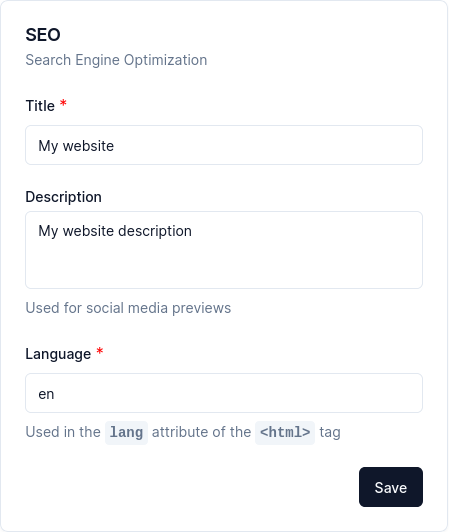 SEO
Search Engine Optimization
Title *
My website
Description
My website description
Used for social media previews
Language *
en
Used in the lang attribute of the <html> tag
Save